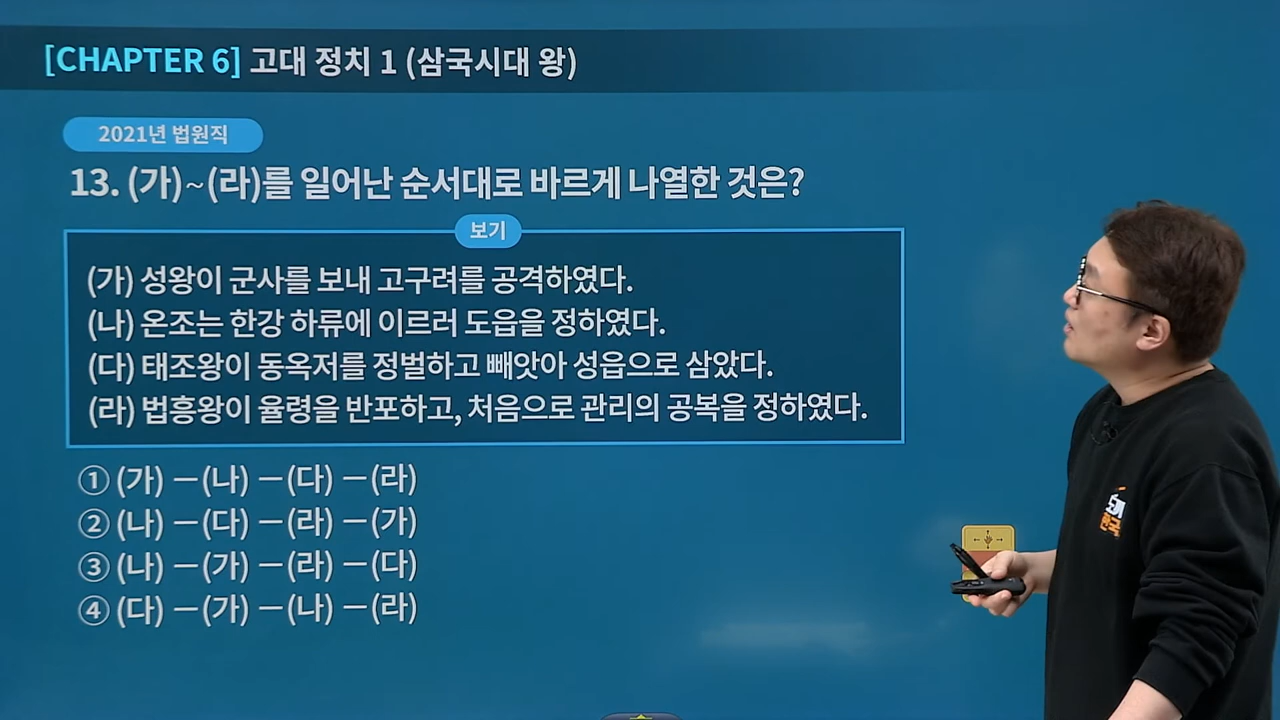 [CHAPTER 6] 고대 정치 1 (삼국시대 왕)
2021년 법원직
13. (가)~(라)를 일어난 순서대로 바르게 나열한 것은?
보기
(가) 성왕이 군사를 보내 고구려를 공격하였다.
(나) 온조는 한강 하류에 이르러 도읍을 정하였다.
(다) 태조왕이 동옥저를 정벌하고 빼앗아 성읍으로 삼았다.
(라) 법흥왕이 율령을 반포하고, 처음으로 관리의 공복을 정하였다.
① (가) －(나) －(다) －(라)
② (나) －(다) －(라) －(가)
③ (나) －(가) －(라) －(다)
④ (다) －(가) －(나) －(라)